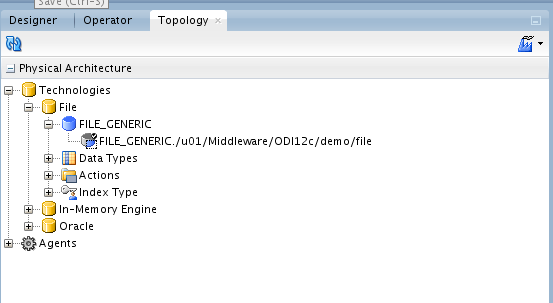 Save (Ctrl-S)
Designer Operator Topology
Physical Architecture
Technologies
File
FILE_GENERIC
FILE_GENERIC./u01/Middleware/ODI12c/demo/file
Data Types
Actions
Index Type
In-Memory Engine
Oracle
Agents